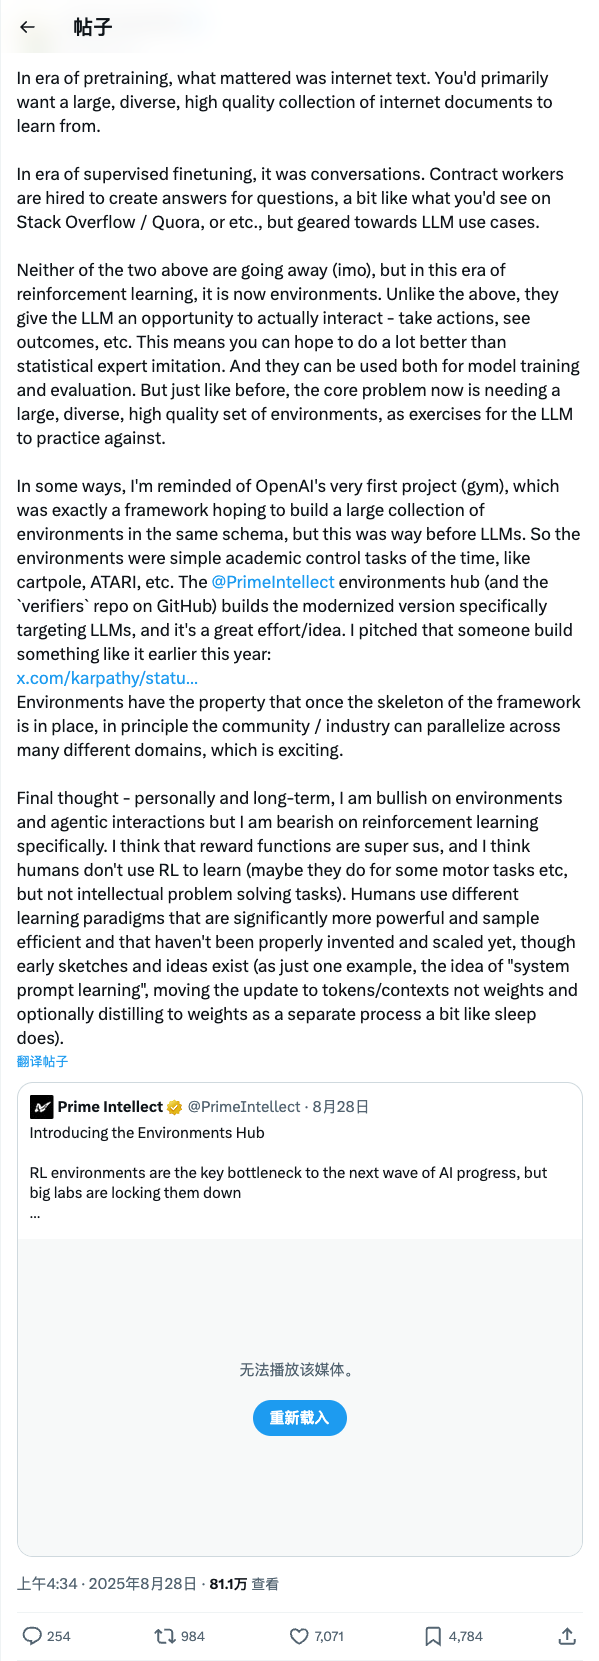 帖子
In era of pretraining, what mattered was internet text. You'd primarily
want a large, diverse, high quality collection of internet documents to
learn from.
In era of supervised finetuning, it was conversations. Contract workers
are hired to create answers for questions, a bit like what you'd see on
Stack Overflow / Quora, or etc., but geared towards LLM use cases.
Neither of the two above are going away (imo), but in this era of
reinforcement learning, it is now environments. Unlike the above, they
give the LLM an opportunity to actually interact - take actions, see
outcomes, etc. This means you can hope to do a lot better than
statistical expert imitation. And they can be used both for model training
and evaluation. But just like before, the core problem now is needing a
large, diverse, high quality set of environments, as exercises for the LLM
to practice against.
In some ways, I'm reminded of OpenAI's very first project (gym), which
was exactly a framework hoping to build a large collection of
environments in the same schema, but this was way before LLMs. So the
environments were simple academic control tasks of the time, like
cartpole, ATARI, etc. The @PrimeIntellect environments hub (and the
`verifiers` repo on GitHub) builds the modernized version specifically
targeting LLMs, and it's a great effort/idea. I pitched that someone build
something like it earlier this year:
x.com/karpathy/statu...
Environments have the property that once the skeleton of the framework
is in place, in principle the community / industry can parallelize across
many different domains, which is exciting.
Final thought - personally and long-term, I am bullish on environments
and agentic interactions but I am bearish on reinforcement learning
specifically. I think that reward functions are super sus, and I think
humans don't use RL to learn (maybe they do for some motor tasks etc,
but not intellectual problem solving tasks). Humans use different
learning paradigms that are significantly more powerful and sample
efficient and that haven't been properly invented and scaled yet, though
early sketches and ideas exist (as just one example, the idea of "system
prompt learning", moving the update to tokens/contexts not weights and
optionally distilling to weights as a separate process a bit like sleep
does).
翻译帖子
Prime Intellect @PrimeIntellect · 8月28日
Introducing the Environments Hub
RL environments are the key bottleneck to the next wave of AI progress, but
big labs are locking them down
...
无法播放该媒体。
重新载入
上午4:34 · 2025年8月28日 · 81.1万 查看
254 984 7,071 4,784